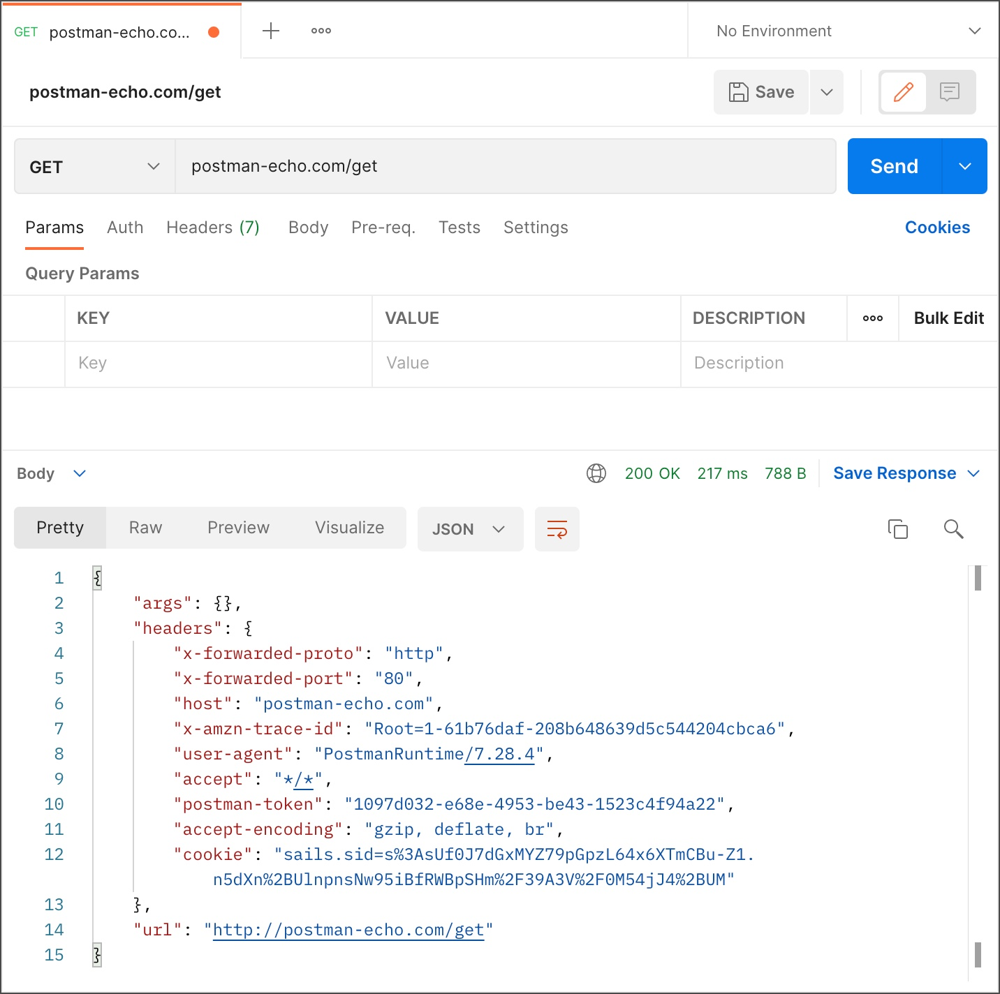 GET postman-echo.co... No Environment
postman-echo.com/get Save
GET postman-echo.com/get Send
Params Auth Headers (7) Body Pre-req. Tests Settings Cookies
Query Params
KEY VALUE DESCRIPTION Bulk Edit
Key Value Description
Body 200 OK 217 ms 788 B Save Response
Pretty Raw Preview Visualize JSON
1 {
2 "args": {},
3 "headers": {
4 "x-forwarded-proto": "http",
5 "x-forwarded-port": "80",
6 "host": "postman-echo.com",
7 "x-amzn-trace-id": "Root=1-61b76daf-208b648639d5c544204cbca6",
8 "user-agent": "PostmanRuntime/7.28.4",
9 "accept": "*/*",
10 "postman-token": "1097d032-e68e-4953-be43-1523c4f94a22",
11 "accept-encoding": "gzip, deflate, br",
12 "cookie": "sails.sid=s%3AsUf0J7dGxMYZ79pGpzL64x6XTmCBu-Z1.
n5dXn%2BUlnpnsNw95iBfRWBpSHm%2F39A3V%2F0M54jJ4%2BUM"
13 },
14 "url": "http://postman-echo.com/get"
15 }